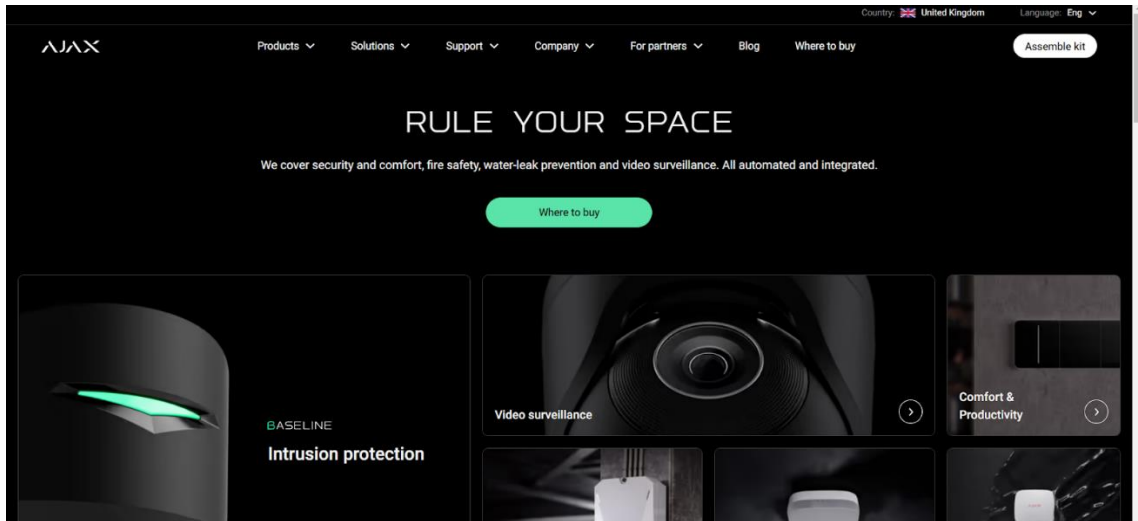 Country: United Kingdom Language: Eng
AJAX Products Solutions Support Company For partners Blog Where to buy Assemble kit
RULE YOUR SPACE
We cover security and comfort, fire safety, water-leak prevention and video surveillance. All automated and integrated.
Where to buy
BASELINE
Intrusion protection
Video surveillance
Comfort &
Productivity